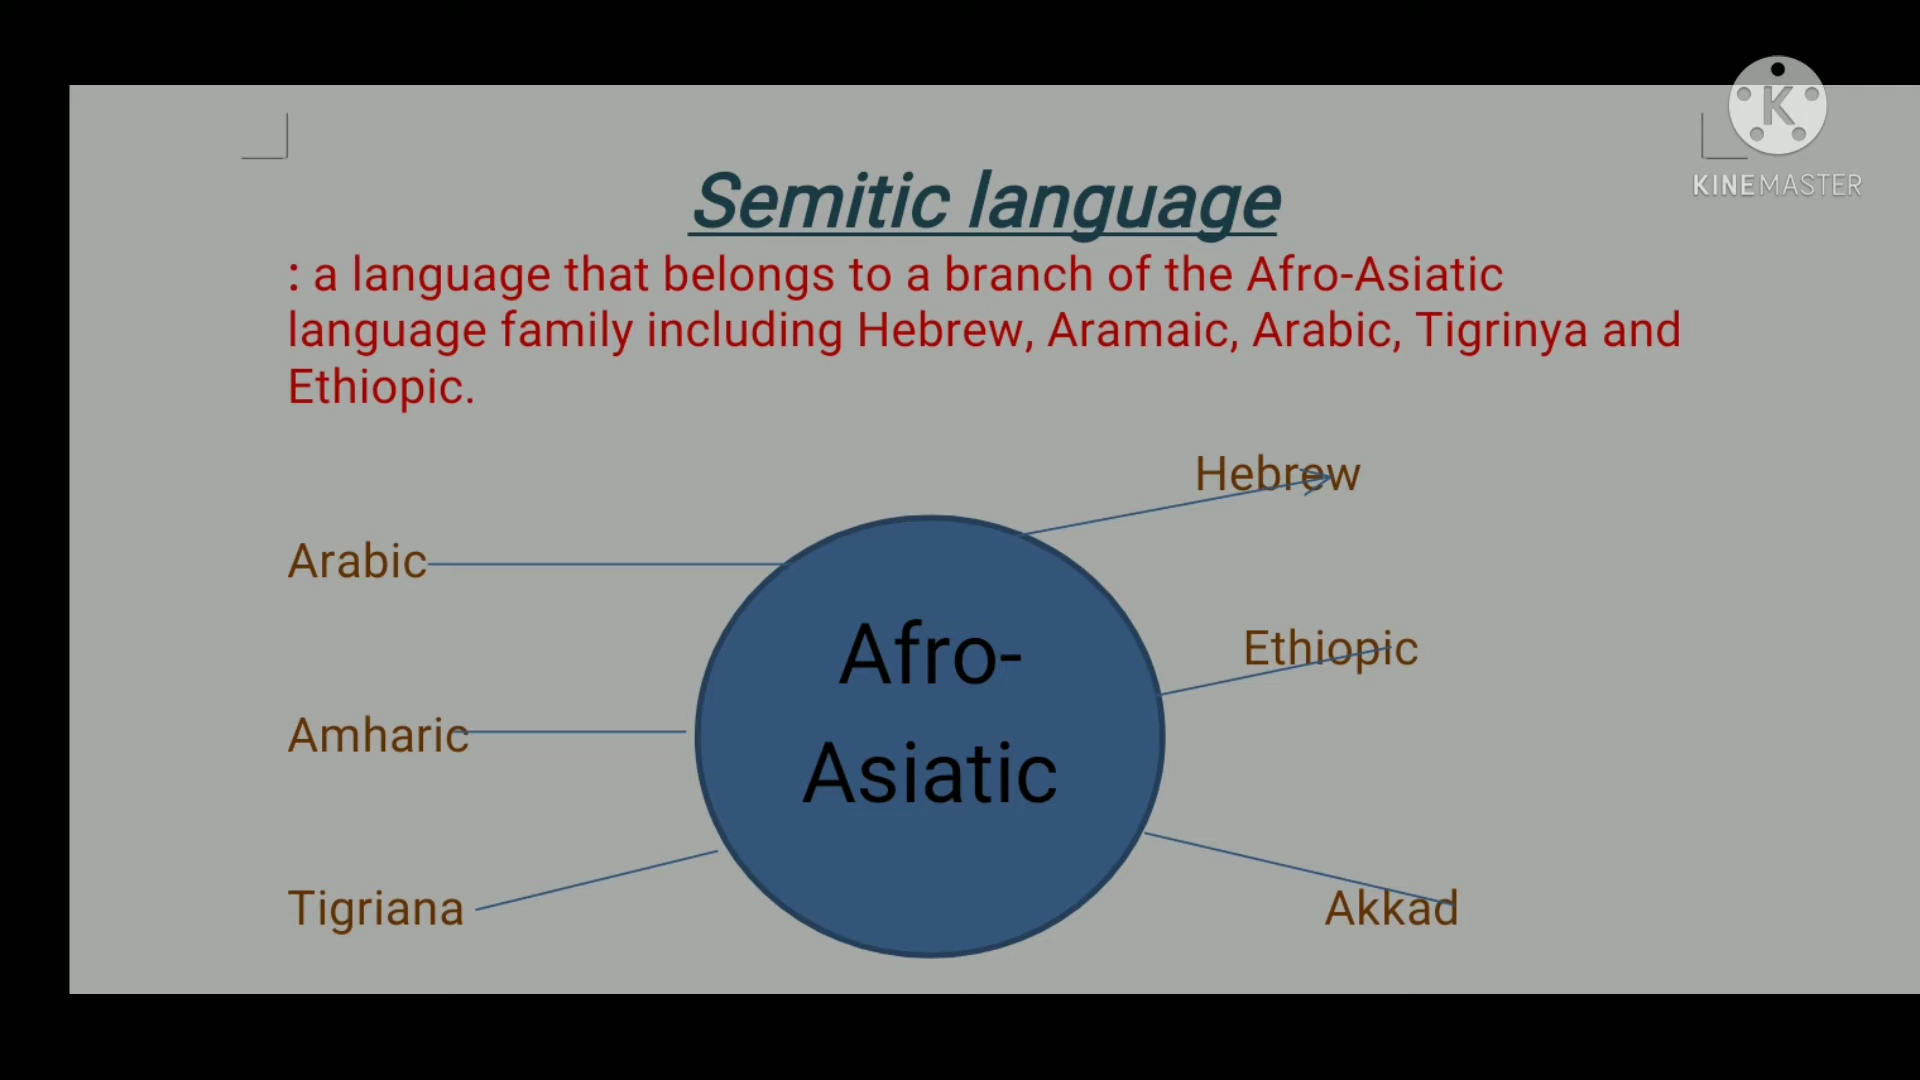 K
KINEMASTER
Semitic language
: a language that belongs to a branch of the Afro-Asiatic
language family including Hebrew, Aramaic, Arabic, Tigrinya and
Ethiopic.
Hebrew
Arabic
Afro-
Ethiopic
Amharic
Asiatic
Tigriana
Akkad